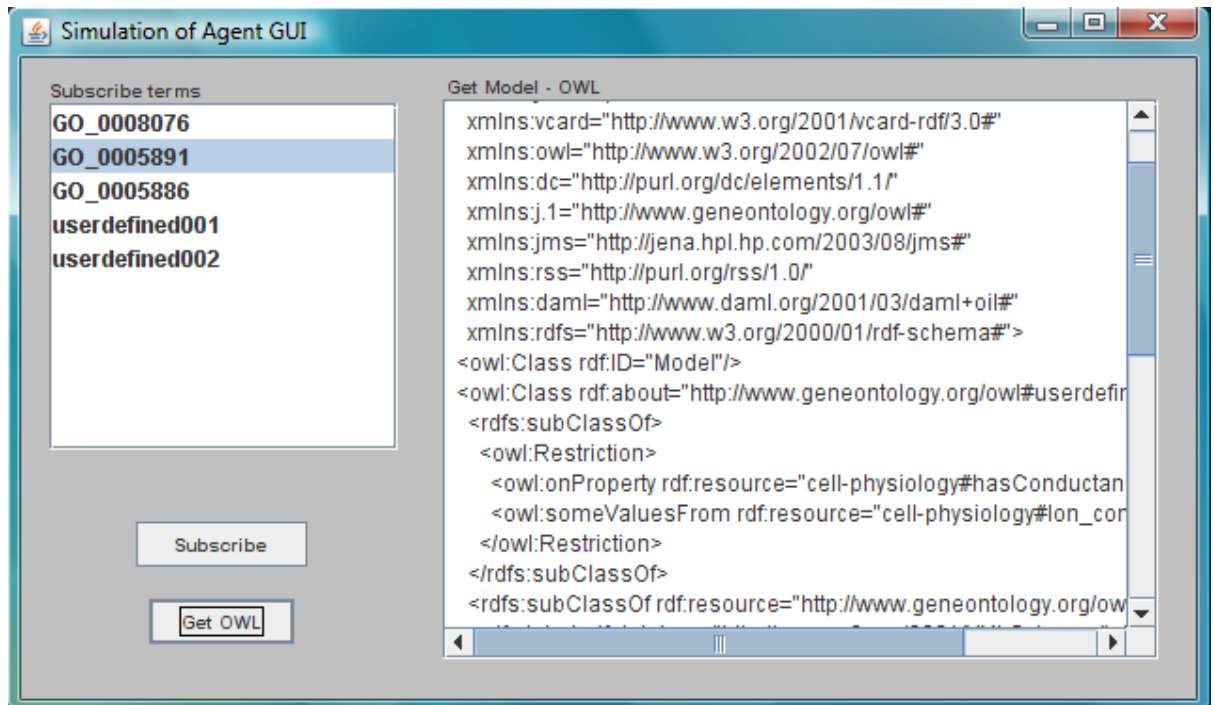 Simulation of Agent GUI
Subscribe terms
GO_0008076
GO_0005891
GO_0005886
userdefined001
userdefined002
Subscribe
Get OWL
Get Model - OWL
xmlns:vcard="http://www.w3.org/2001/vcard-rdf/3.0#"
xmlns:owl="http://www.w3.org/2002/07/owl#"
xmlns:dc="http://purl.org/dc/elements/1.1/"
xmlns:j.1="http://www.geneontology.org/owl#"
xmlns:jms="http://jena.hpl.hp.com/2003/08/jms#"
xmlns:rss="http://purl.org/rss/1.0/"
xmlns:daml="http://www.daml.org/2001/03/daml+oil#"
xmlns:rdfs="http://www.w3.org/2000/01/rdf-schema#">
<owl:Class rdf:ID="Model"/>
<owl:Class rdf:about="http://www.geneontology.org/owl#userdefir
<rdfs:subClassOf>
<owl:Restriction>
<owl:onProperty rdf:resource="cell-physiology#hasConductan
<owl:someValuesFrom rdf:resource="cell-physiology#Ion_con
</owl:Restriction>
</rdfs:subClassOf>
<rdfs:subClassOf rdf:resource="http://www.geneontology.org/ow